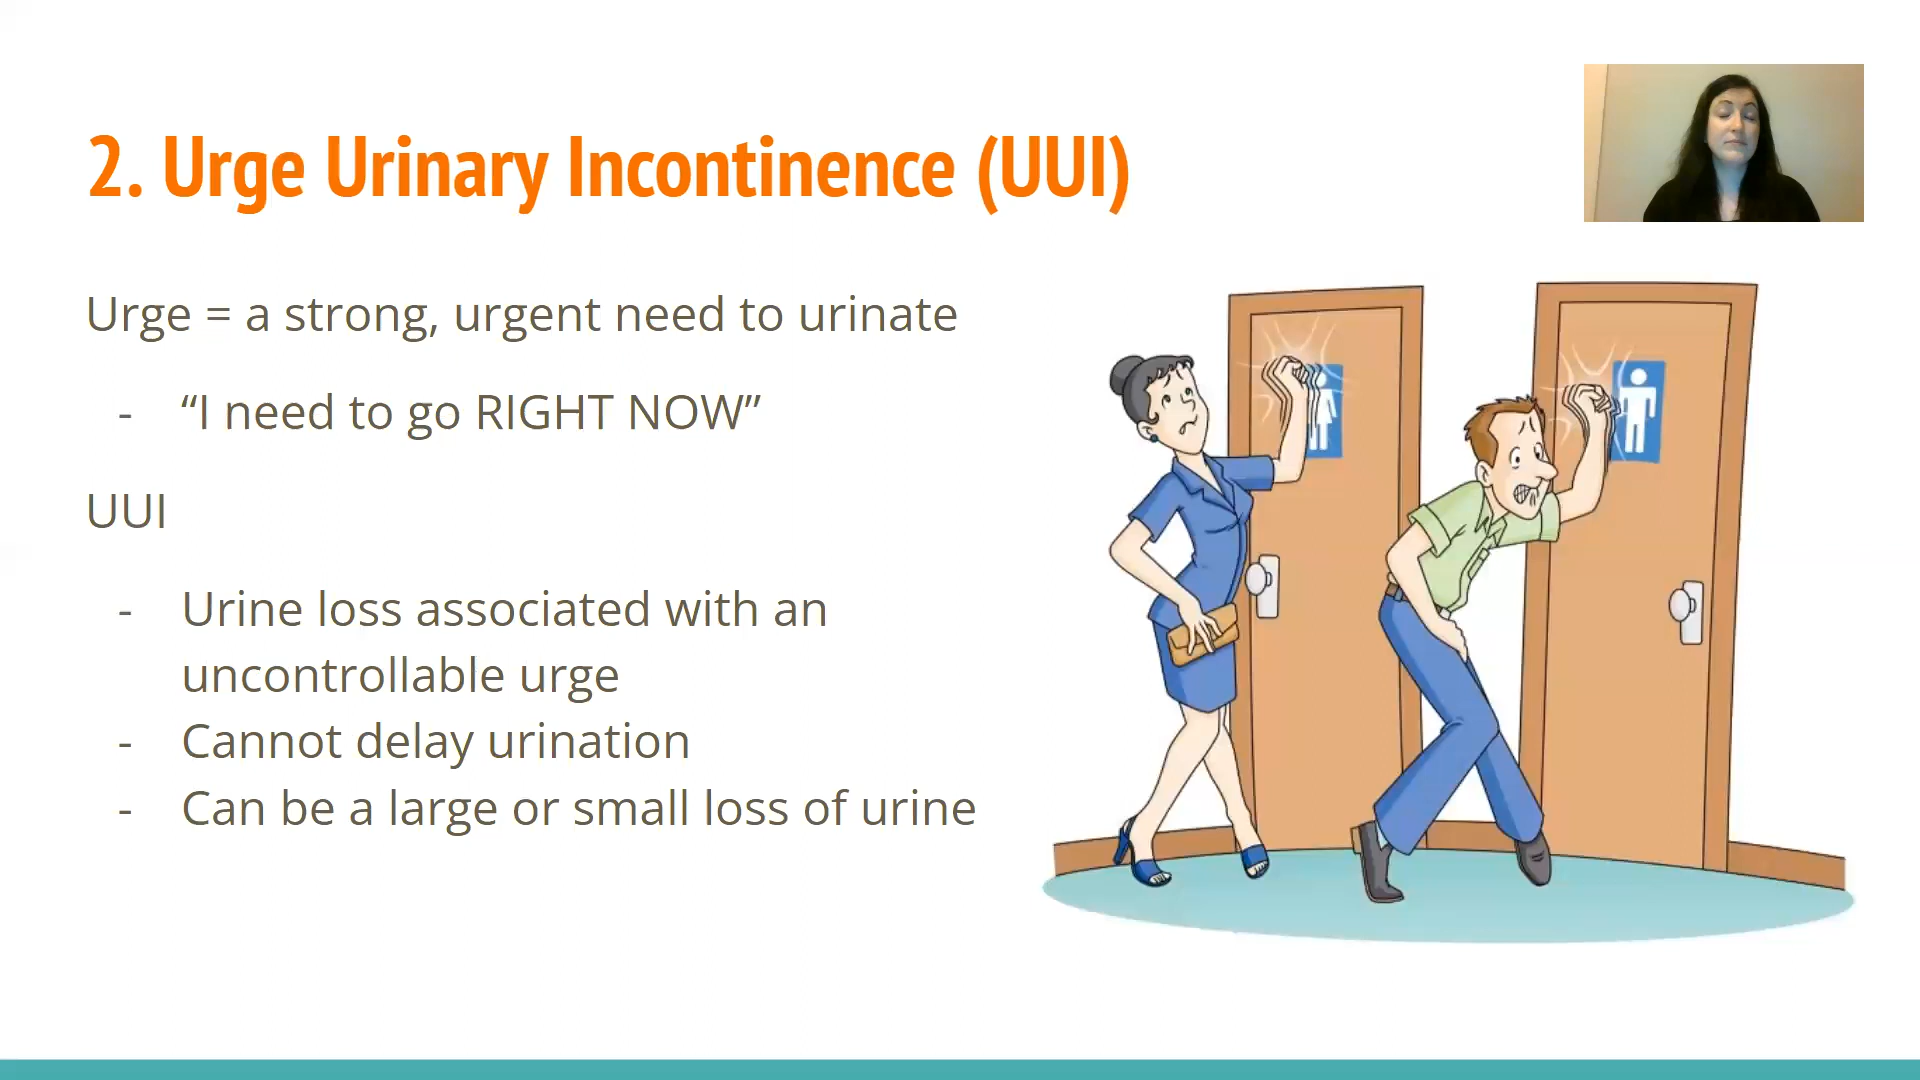 2. Urge Urinary Incontinence (UUI)
Urge = a strong, urgent need to urinate
- “I need to go RIGHT NOW”
UUI
- Urine loss associated with an
uncontrollable urge
- Cannot delay urination
- Can be a large or small loss of urine